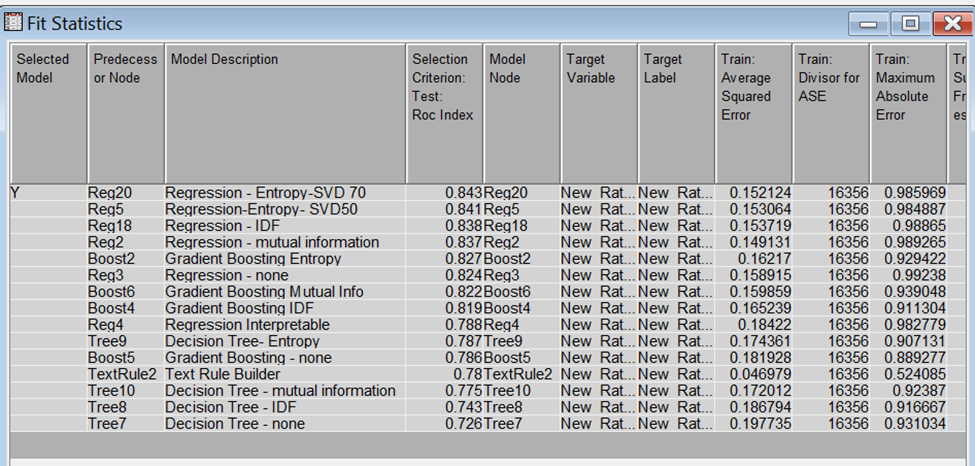 Fit Statistics
Selected Model Predecess or Node Model Description Selection Criterion: Test: Roc Index Model Node Target Variable Target Label Train: Average Squared Error Train: Divisor for ASE Train: Maximum Absolute Error
Y Reg20 Regression - Entropy-SVD 70 0.843 Reg20 New Rat... New Rat... 0.152124 16356 0.985969
Reg5 Regression-Entropy- SVD50 0.841 Reg5 New Rat... New Rat... 0.153064 16356 0.984887
Reg18 Regression - IDF 0.838 Reg18 New Rat... New Rat... 0.153719 16356 0.98865
Reg2 Regression - mutual information 0.837 Reg2 New Rat... New Rat... 0.149131 16356 0.989265
Boost2 Gradient Boosting Entropy 0.827 Boost2 New Rat... New Rat... 0.16217 16356 0.929422
Reg3 Regression - none 0.824 Reg3 New Rat... New Rat... 0.158915 16356 0.99238
Boost6 Gradient Boosting Mutual Info 0.822 Boost6 New Rat... New Rat... 0.159859 16356 0.939048
Boost4 Gradient Boosting IDF 0.819 Boost4 New Rat... New Rat... 0.165239 16356 0.911304
Reg4 Regression Interpretable 0.788 Reg4 New Rat... New Rat... 0.18422 16356 0.982779
Tree9 Decision Tree- Entropy 0.787 Tree9 New Rat... New Rat... 0.174361 16356 0.907131
Boost5 Gradient Boosting - none 0.786 Boost5 New Rat... New Rat... 0.181928 16356 0.889277
TextRule2 Text Rule Builder 0.78 TextRule2 New Rat... New Rat... 0.046979 16356 0.524085
Tree10 Decision Tree - mutual information 0.775 Tree10 New Rat... New Rat... 0.172012 16356 0.92387
Tree8 Decision Tree - IDF 0.743 Tree8 New Rat... New Rat... 0.186794 16356 0.916667
Tree7 Decision Tree - none 0.726 Tree7 New Rat... New Rat... 0.197735 16356 0.931034